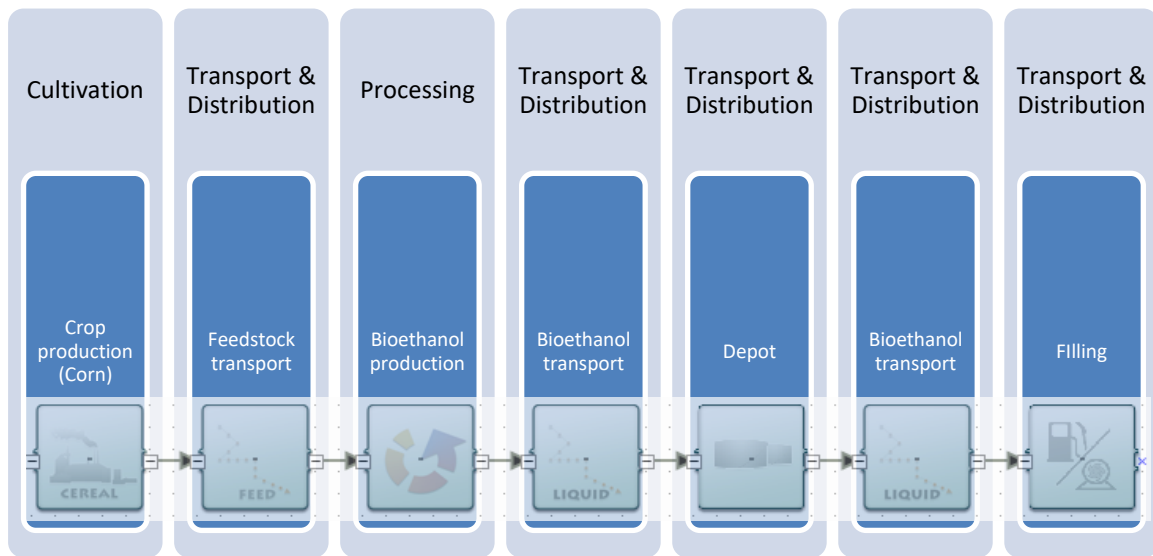 Cultivation
Transport &
Distribution
Processing
Transport &
Distribution
Transport &
Distribution
Transport &
Distribution
Transport &
Distribution
Crop
production
(Corn)
Feedstock
transport
Bioethanol
production
Bioethanol
transport
Depot
Bioethanol
transport
FIlling
CEREAL
FEED
LIQUID
LIQUID